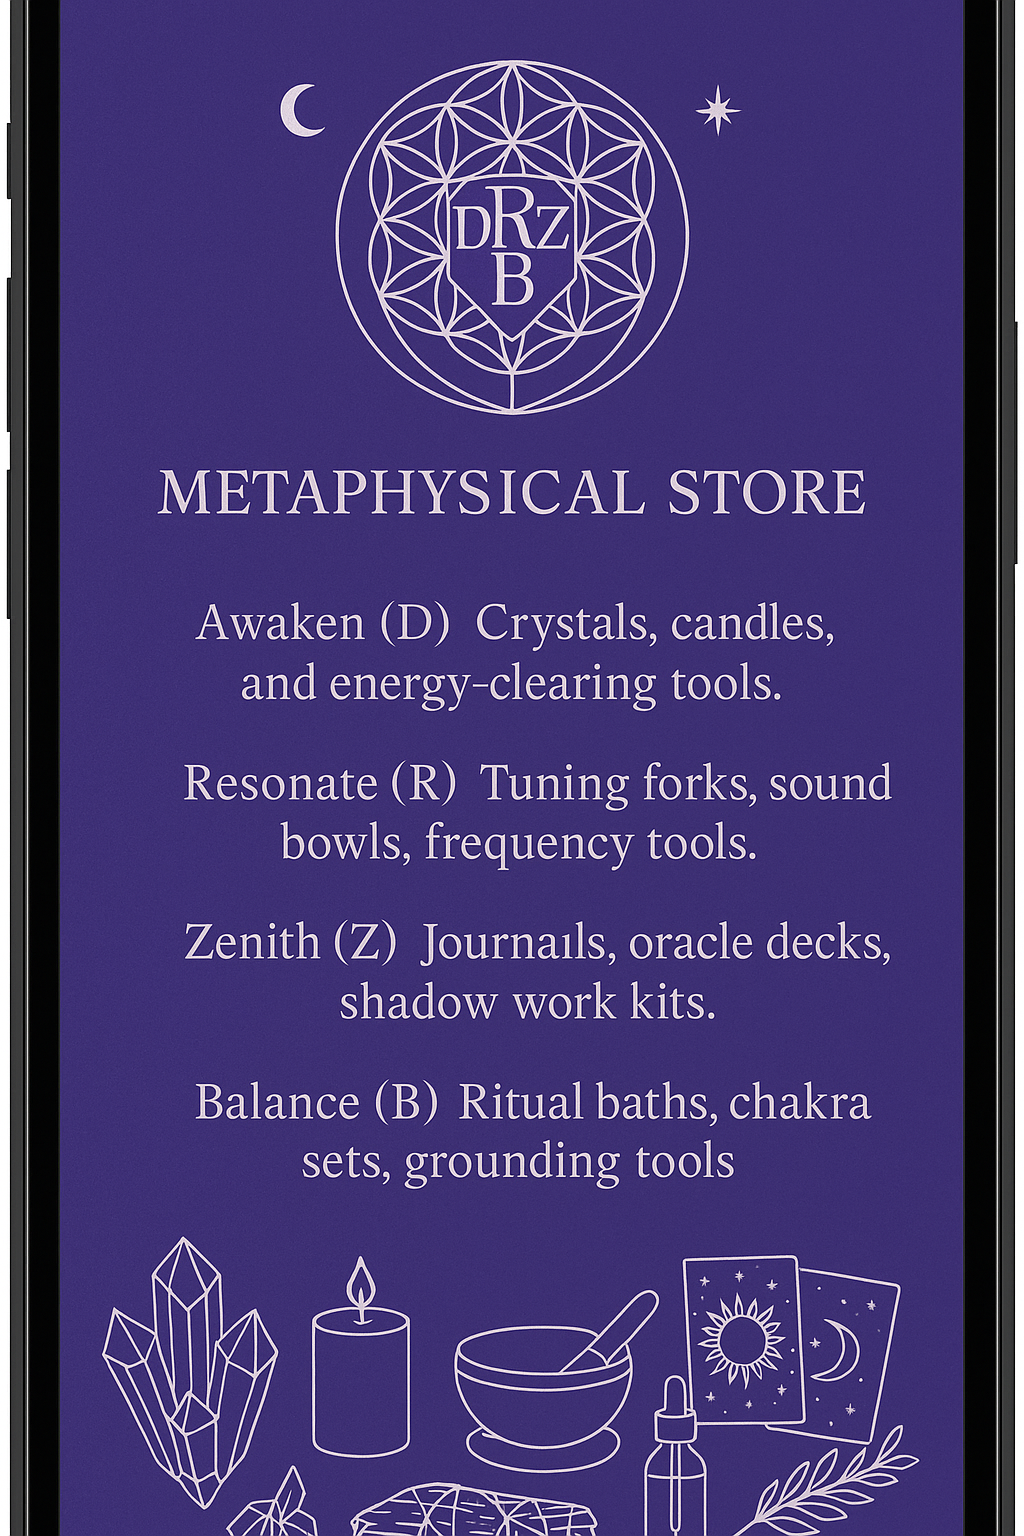 DRZ
B
METAPHYSICAL STORE
Awaken (D) Crystals, candles,
and energy-clearing tools.
Resonate (R) Tuning forks, sound
bowls, frequency tools.
Zenith (Z) Journaıls, oracle decks,
shadow work kits.
Balance (B) Ritual baths, chakra
sets, grounding tools